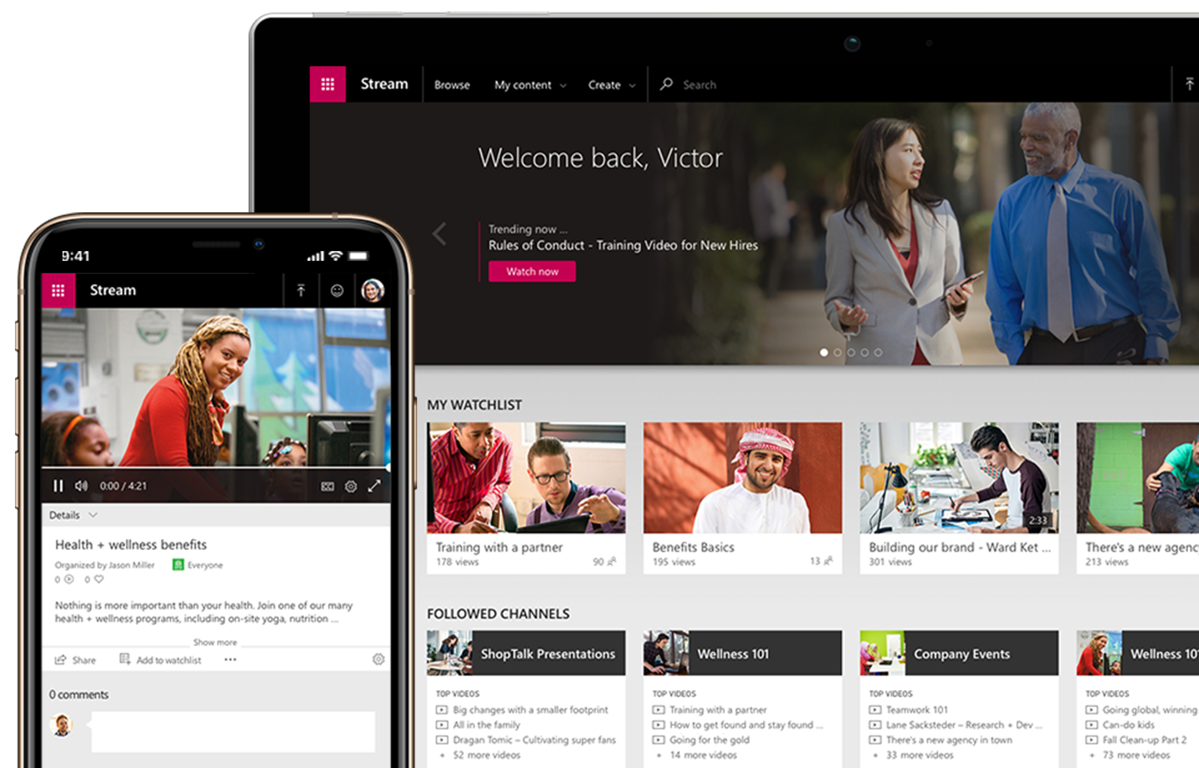 Stream
Browse
My content
Create
Search
Welcome back, Victor
Trending now ...
Rules of Conduct - Training Video for New Hires
Watch now
MY WATCHLIST
Training with a partner
178 views
90
Benefits Basics
195 views
13
2:33
Building our brand - Ward Ket ...
301 views
There's a new agenc
213 views
FOLLOWED CHANNELS
ShopTalk Presentations
TOP VIDEOS
Big changes with a smaller footprint
All in the family
Dragan Tomic – Cultivating super fans
+ 52 more videos
Wellness 101
TOP VIDEOS
Training with a partner
How to get found and stay found ...
Going for the gold
+ 14 more videos
Company Events
TOP VIDEOS
Teamwork 101
Lane Sacksteder – Research + Dev ...
There's a new agency in town
+ 33 more videos
Wellness 10
TOP VIDEOS
Going global, winning
Can-do kids
Fall Clean-up Part 2
+ 73 more videos
9:41
Stream
0:00 / 4:21
CC
Details
Health + wellness benefits
Organized by Jason Miller
Everyone
0
0
Nothing is more important than your health. Join one of our many
health + wellness programs, including on-site yoga, nutrition ...
Show more
Share
Add to watchlist
...
0 comments